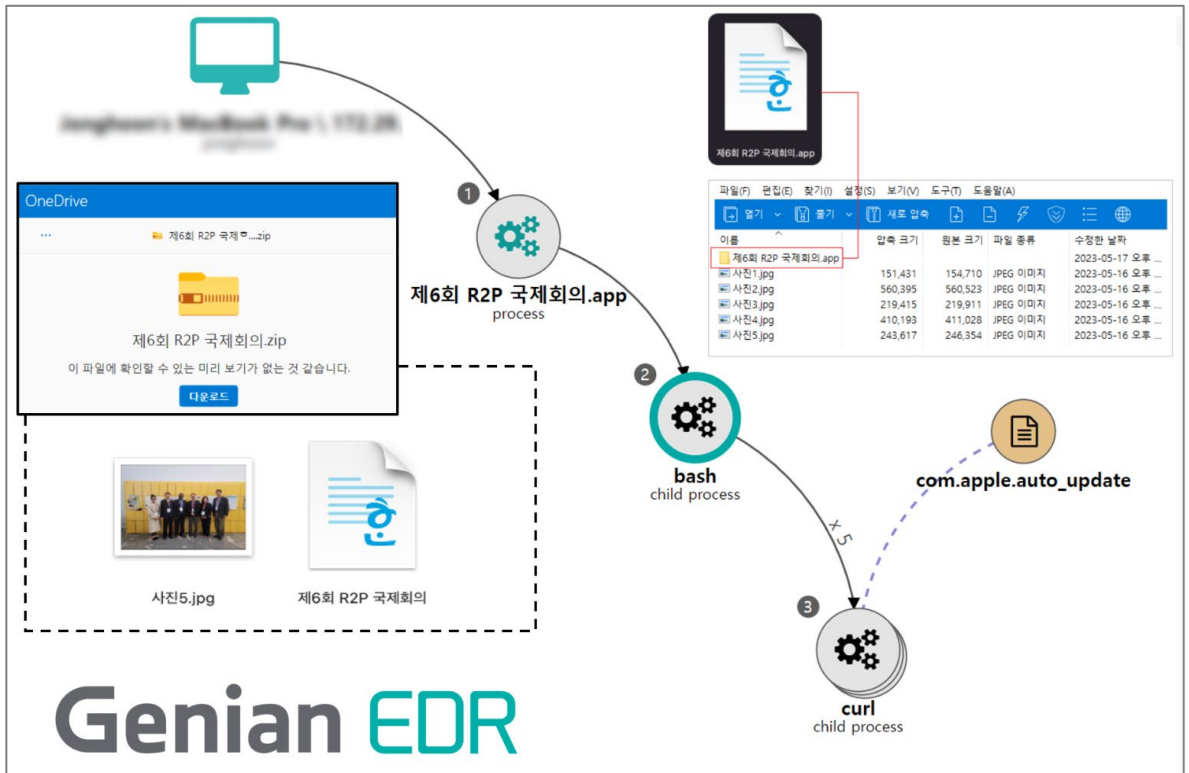 제6회 R2P 국제회의.app
OneDrive
...
제6회 R2P 국제ᄒ....zip
제6회 R2P 국제회의.zip
이 파일에 확인할 수 있는 미리 보기가 없는 것 같습니다.
다운로드
사진5.jpg
제6회 R2P 국제회의
1
제6회 R2P 국제회의.app
process
2
bash
child process
x 5
3
curl
child process
com.apple.auto_update
파일(F) 편집(E) 찾기(I) 설정(S) 보기(V) 도구(T) 도움말(A)
열기 풀기 새로 압축
이름 압축 크기 원본 크기 파일 종류 수정한 날짜
제6회 R2P 국제회의.app 2023-05-17 오후 ...
사진1.jpg 151,431 154,710 JPEG 이미지 2023-05-16 오후 ...
사진2.jpg 560,395 560,523 JPEG 이미지 2023-05-16 오후 ...
사진3.jpg 219,415 219,911 JPEG 이미지 2023-05-16 오후 ...
사진4.jpg 410,193 411,028 JPEG 이미지 2023-05-16 오후 ...
사진5.jpg 243,617 246,354 JPEG 이미지 2023-05-16 오후 ...
Genian EDR